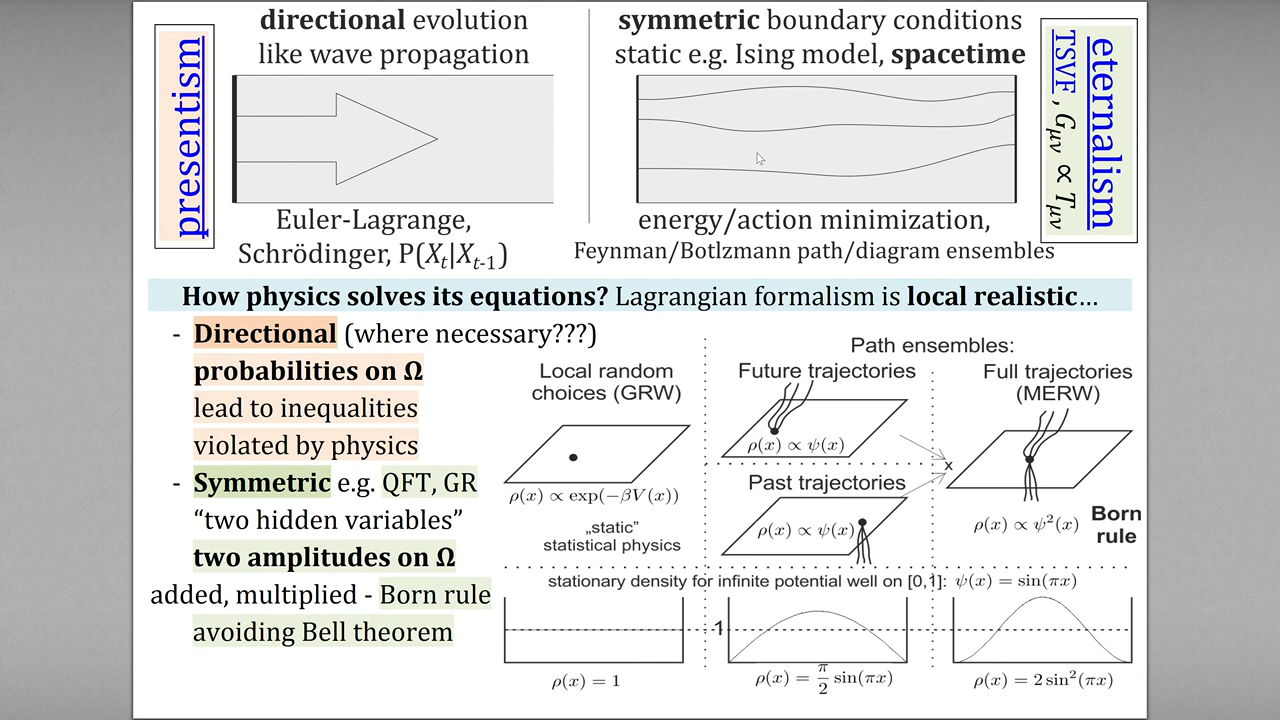 presentism
directional evolution
like wave propagation
Euler-Lagrange,
Schrödinger, P(Xₜ|Xₜ₋₁)
symmetric boundary conditions
static e.g. Ising model, spacetime
energy/action minimization,
Feynman/Botlzmann path/diagram ensembles
eternalism
TSVF, G_μν ∝ T_μν
How physics solves its equations? Lagrangian formalism is local realistic…
- Directional (where necessary???)
probabilities on Ω
lead to inequalities
violated by physics
- Symmetric e.g. QFT, GR
“two hidden variables”
two amplitudes on Ω
added, multiplied - Born rule
avoiding Bell theorem
Local random
choices (GRW)
ρ(x) ∝ exp(−βV(x))
„static”
statistical physics
Path ensembles:
Future trajectories
ρ(x) ∝ ψ(x)
Past trajectories
ρ(x) ∝ ψ(x)
x
Full trajectories
(MERW)
ρ(x) ∝ ψ²(x)
Born
rule
stationary density for infinite potential well on [0,1]: ψ(x) = sin(πx)
1
ρ(x) = 1
ρ(x) = π/2 sin(πx)
ρ(x) = 2 sin²(πx)